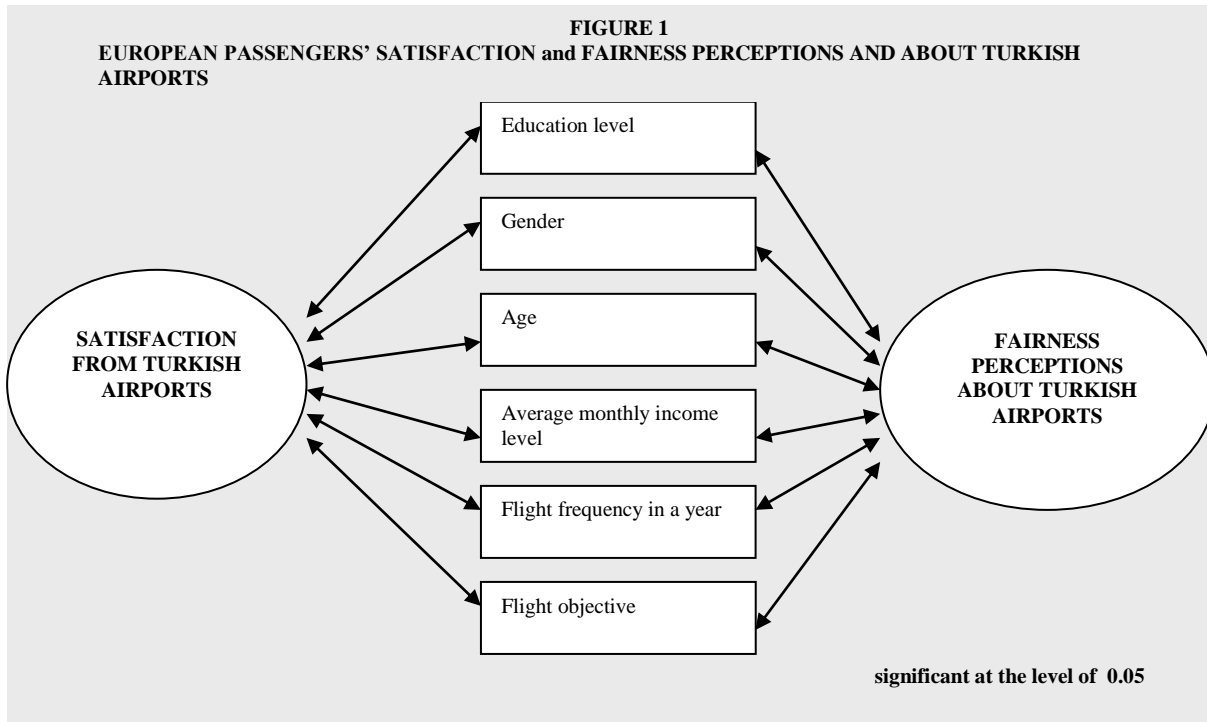 FIGURE 1
EUROPEAN PASSENGERS’ SATISFACTION and FAIRNESS PERCEPTIONS AND ABOUT TURKISH
AIRPORTS
Education level
Gender
Age
Average monthly income
level
Flight frequency in a year
Flight objective
SATISFACTION
FROM TURKISH
AIRPORTS
FAIRNESS
PERCEPTIONS
ABOUT TURKISH
AIRPORTS
significant at the level of 0.05